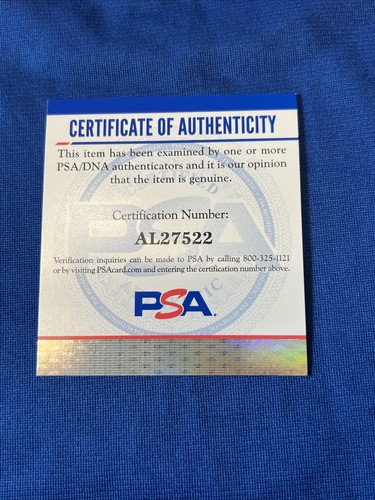 CERTIFICATE OF AUTHENTICITY
This item has been examined by one or more
PSA/DNA authenticators and it is our opinion
that the item is genuine.
Certification Number:
AL27522
Verification inquiries can be made to PSA by calling 800-325-1121
or by visiting PSAcard.com and entering the certification number above.
PSA